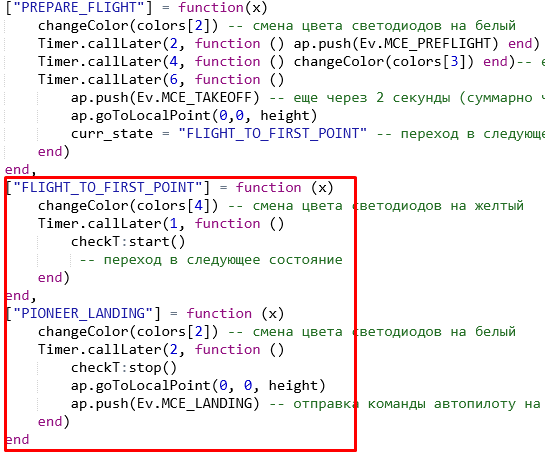 ["PREPARE_FLIGHT"] = function(x)
changeColor(colors[2]) -- смена цвета светодиодов на белый
Timer.callLater(2, function () ap.push(Ev.MCE_PREFLIGHT) end)
Timer.callLater(4, function () changeColor(colors[3]) end)-- е
Timer.callLater(6, function ()
ap.push(Ev.MCE_TAKEOFF) -- еще через 2 секунды (суммарно ч
ap.goToLocalPoint(0,0, height)
curr_state = "FLIGHT_TO_FIRST_POINT" -- переход в следующе
end)
end,
["FLIGHT_TO_FIRST_POINT"] = function (x)
changeColor(colors[4]) -- смена цвета светодиодов на желтый
Timer.callLater(1, function ()
checkT:start()
-- переход в следующее состояние
end)
end,
["PIONEER_LANDING"] = function (x)
changeColor(colors[2]) -- смена цвета светодиодов на белый
Timer.callLater(2, function ()
checkT:stop()
ap.goToLocalPoint(0, 0, height)
ap.push(Ev.MCE_LANDING) -- отправка команды автопилоту на
end)
end